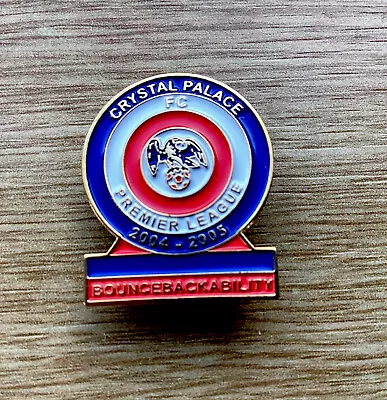 CRYSTAL PALACE
FC
PREMIER LEAGUE
2004 - 2005
BOUNCEBACKABILITY